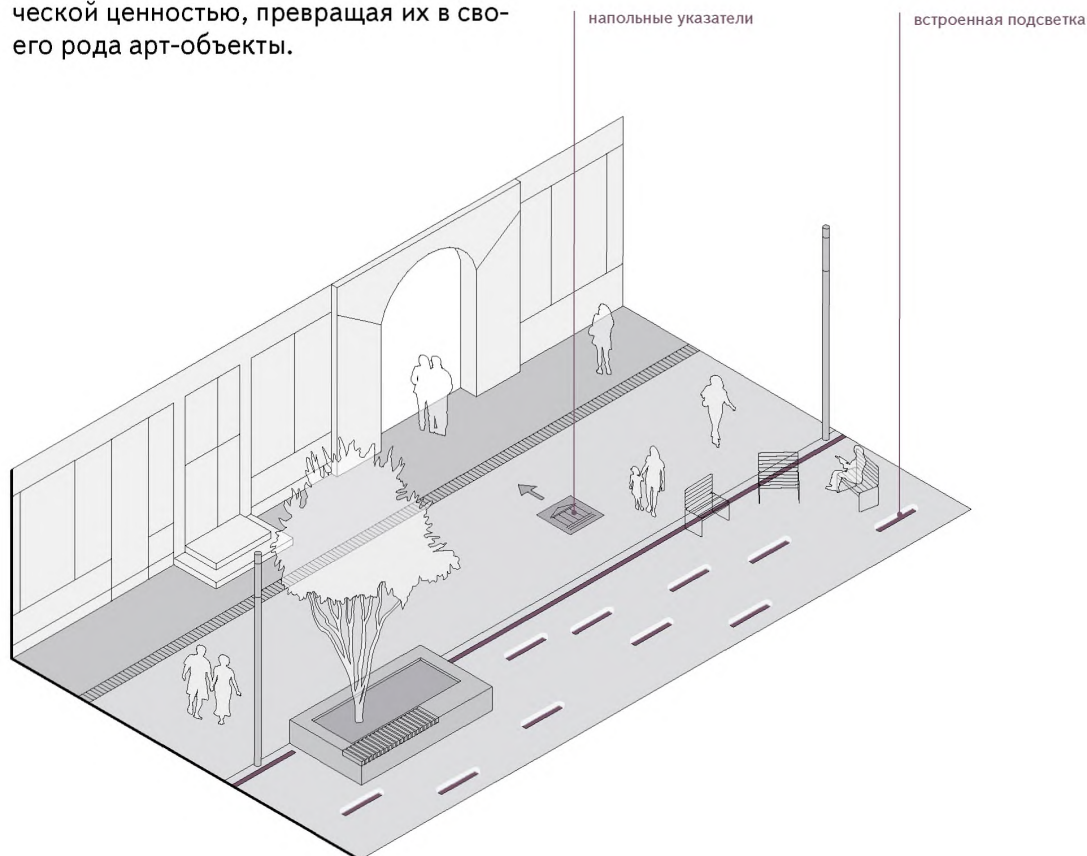 ческой ценностью, превращая их в сво-
его рода арт-объекты.
напольные указатели
встроенная подсветка